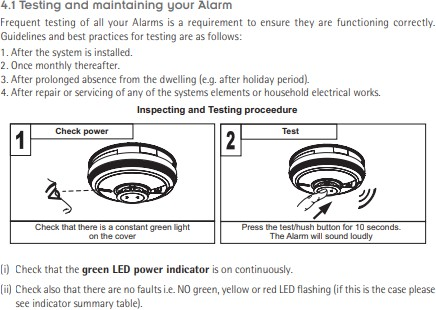 4.1 Testing and maintaining your Alarm
Frequent testing of all your Alarms is a requirement to ensure they are functioning correctly.
Guidelines and best practices for testing are as follows:
1. After the system is installed.
2. Once monthly thereafter.
3. After prolonged absence from the dwelling (e.g. after holiday period).
4. After repair or servicing of any of the systems elements or household electrical works.
Inspecting and Testing proceedure
1 Check power
2 Test
Check that there is a constant green light
on the cover
Press the test/hush button for 10 seconds.
The Alarm will sound loudly
(i) Check that the green LED power indicator is on continuously.
(ii) Check also that there are no faults i.e. NO green, yellow or red LED flashing (if this is the case please
see indicator summary table).